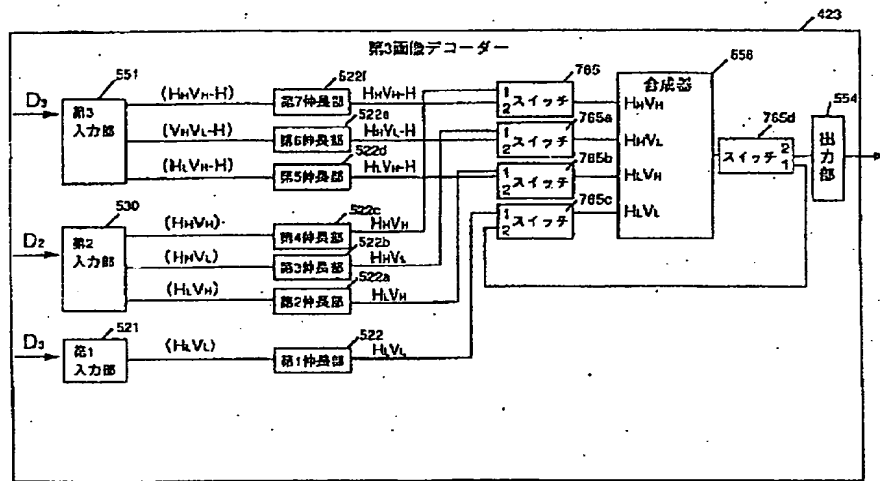 423
第3画像デコーダー
551
D3
第3
入力部
(HHVH-H)
(VHVL-H)
(HLVH-H)
522f
第7伸長部
HHVH-H
522e
第6伸長部
HHVL-H
522d
第5伸長部
HLVH-H
765
1
2
スイッチ
765a
1
2
スイッチ
765b
1
2
スイッチ
765c
1
2
スイッチ
556
合成器
HHVH
HHVL
HLVH
HLVL
765d
スイッチ
2
1
554
出力部
530
D2
第2
入力部
(HHVH)
(HHVL)
(HLVH)
522c
第4伸長部
HHVH
522b
第3伸長部
HHVL
522a
第2伸長部
HLVH
521
D3
第1
入力部
(HLVL)
522
第1伸長部
HLVL